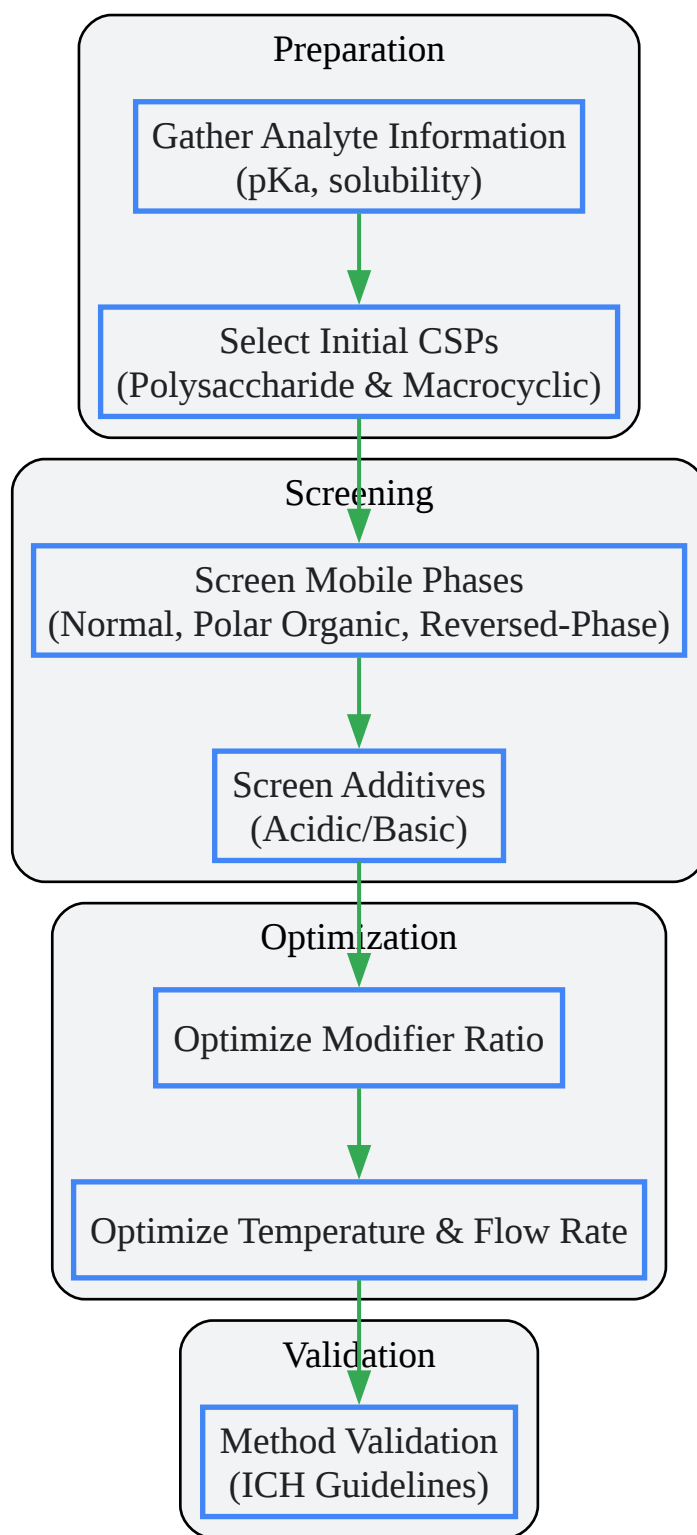 Preparation
Gather Analyte Information
(pKa, solubility)
Select Initial CSPs
(Polysaccharide & Macrocyclic)
Screening
Screen Mobile Phases
(Normal, Polar Organic, Reversed-Phase)
Screen Additives
(Acidic/Basic)
Optimization
Optimize Modifier Ratio
Optimize Temperature & Flow Rate
Validation
Method Validation
(ICH Guidelines)